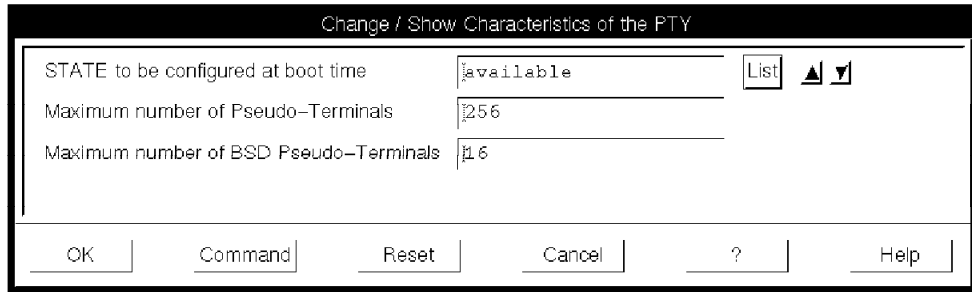 Change / Show Characteristics of the PTY
STATE to be configured at boot time available List
Maximum number of Pseudo-Terminals 256
Maximum number of BSD Pseudo-Terminals 16
OK Command Reset Cancel ? Help